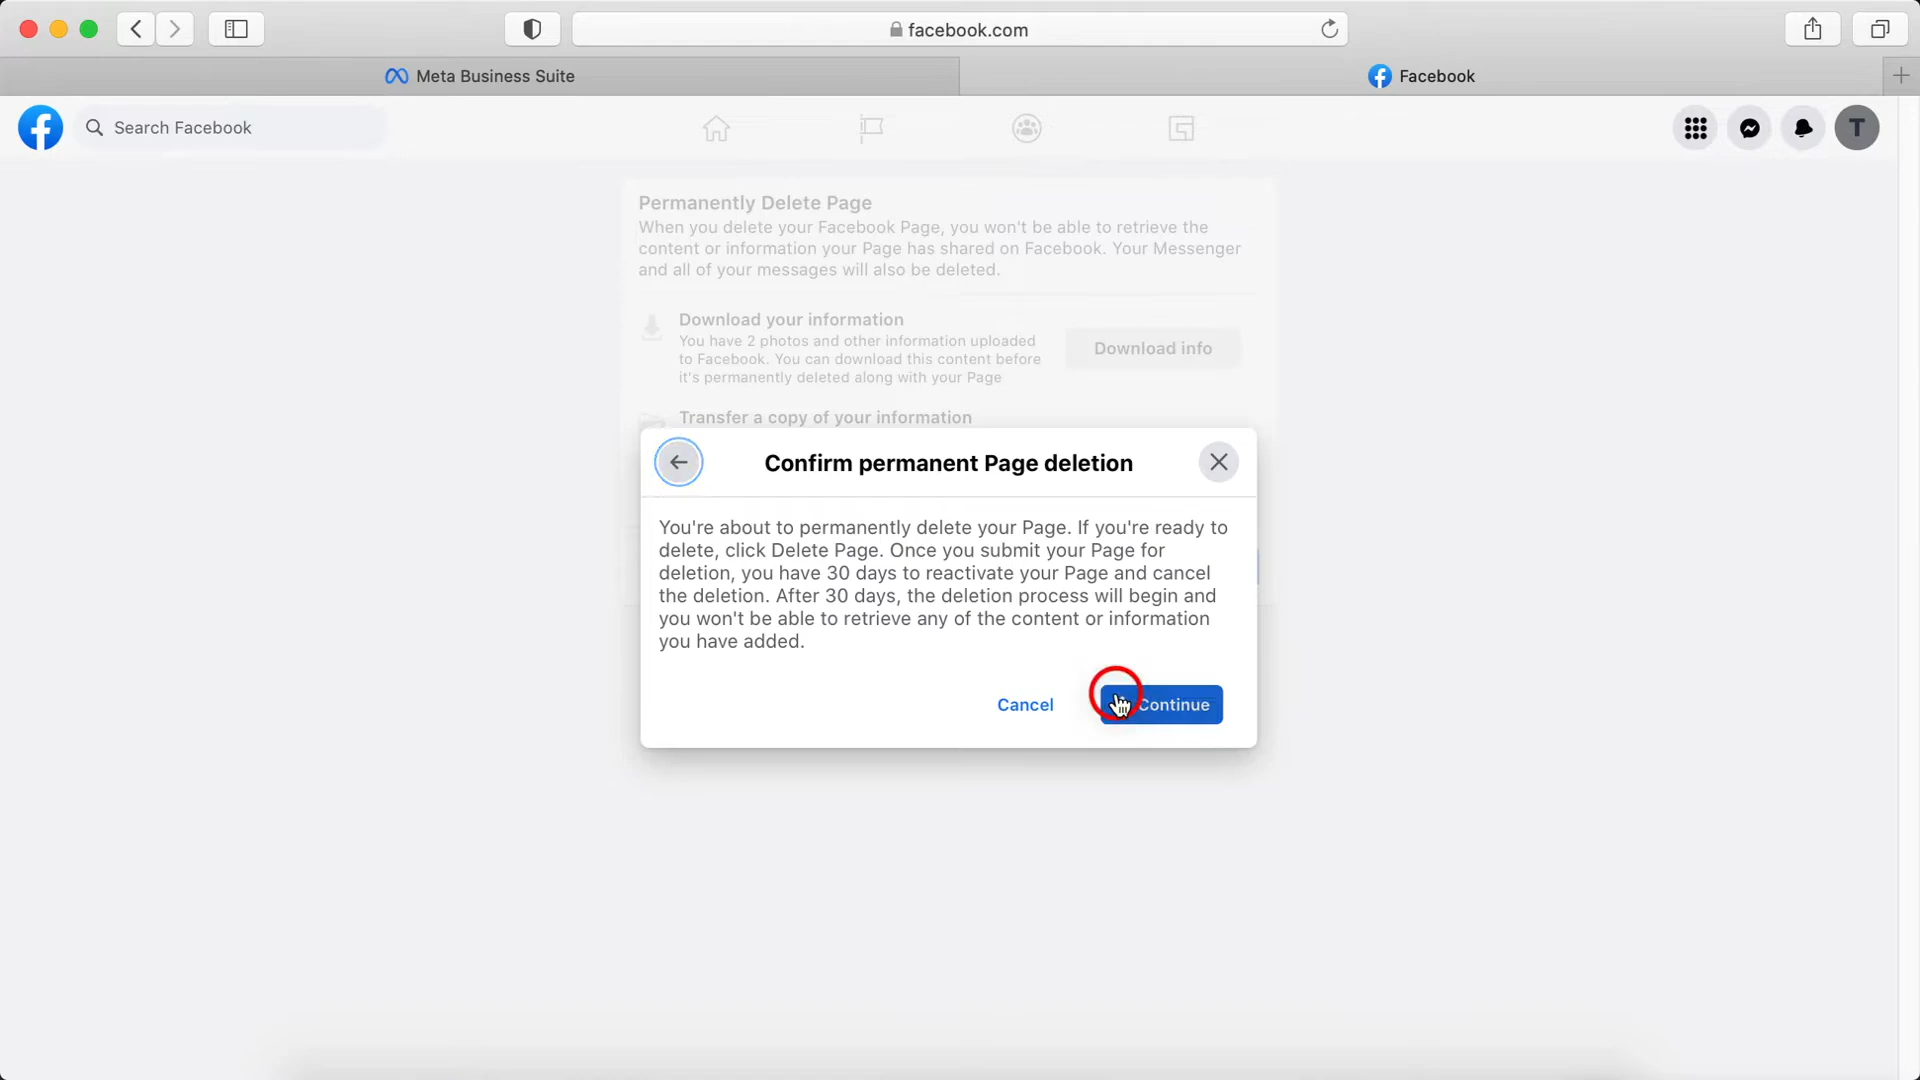 facebook.com
Meta Business Suite
Facebook
Search Facebook
T
Permanently Delete Page
When you delete your Facebook Page, you won't be able to retrieve the
content or information your Page has shared on Facebook. Your Messenger
and all of your messages will also be deleted.
Download your information
You have 2 photos and other information uploaded
to Facebook. You can download this content before
it's permanently deleted along with your Page
Download info
Transfer a copy of your information
Confirm permanent Page deletion
You're about to permanently delete your Page. If you're ready to
delete, click Delete Page. Once you submit your Page for
deletion, you have 30 days to reactivate your Page and cancel
the deletion. After 30 days, the deletion process will begin and
you won't be able to retrieve any of the content or information
you have added.
Cancel
Continue